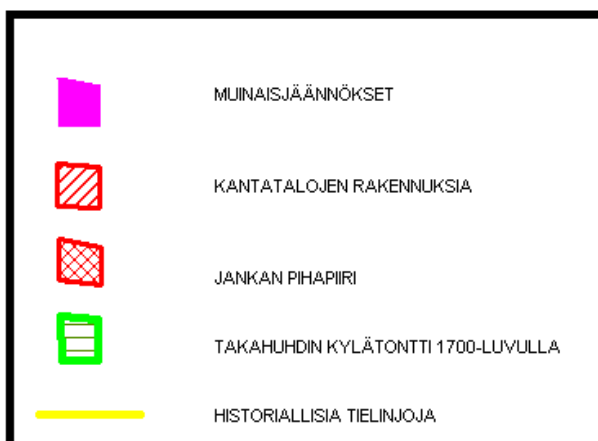 MUINAISJÄÄNNÖKSET
KANTATALOJEN RAKENNUKSIA
JANKAN PIHAPIIRI
TAKAHUHDIN KYLÄTONTTI 1700-LUVULLA
HISTORIALLISIA TIELINJOJA